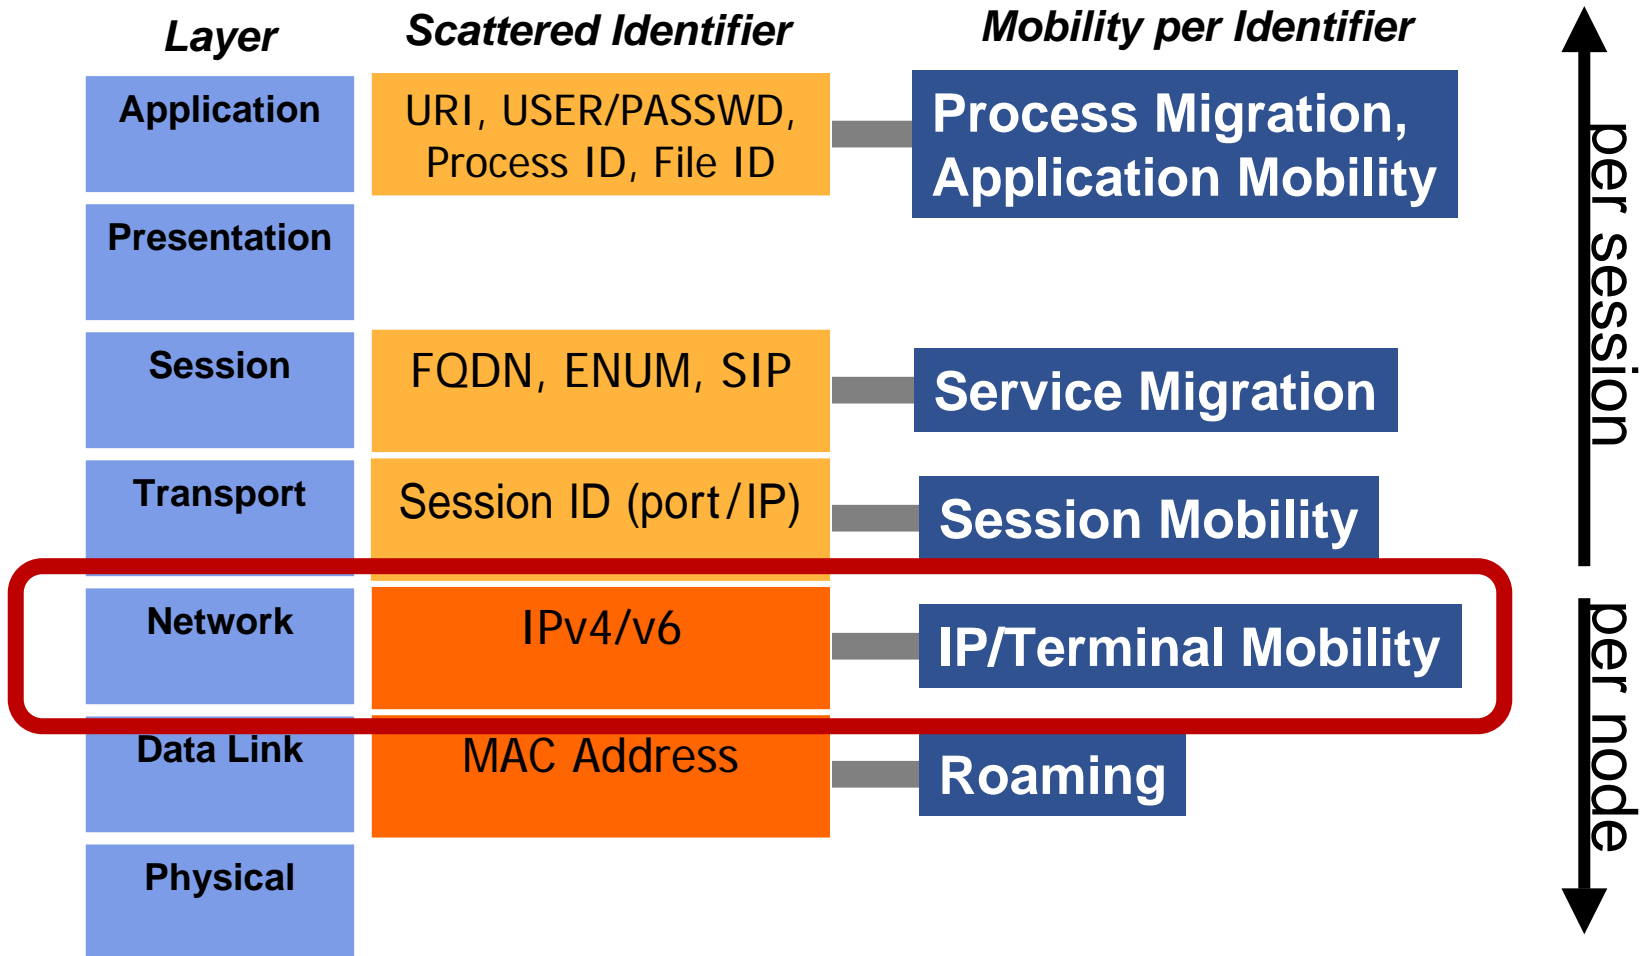 Layer
Scattered Identifier
Mobility per Identifier
Application
URI, USER/PASSWD,
Process ID, File ID
Process Migration,
Application Mobility
Presentation
Session
FQDN, ENUM, SIP
Service Migration
Transport
Session ID (port/IP)
Session Mobility
Network
IPv4/v6
IP/Terminal Mobility
Data Link
MAC Address
Roaming
Physical
per session
per node